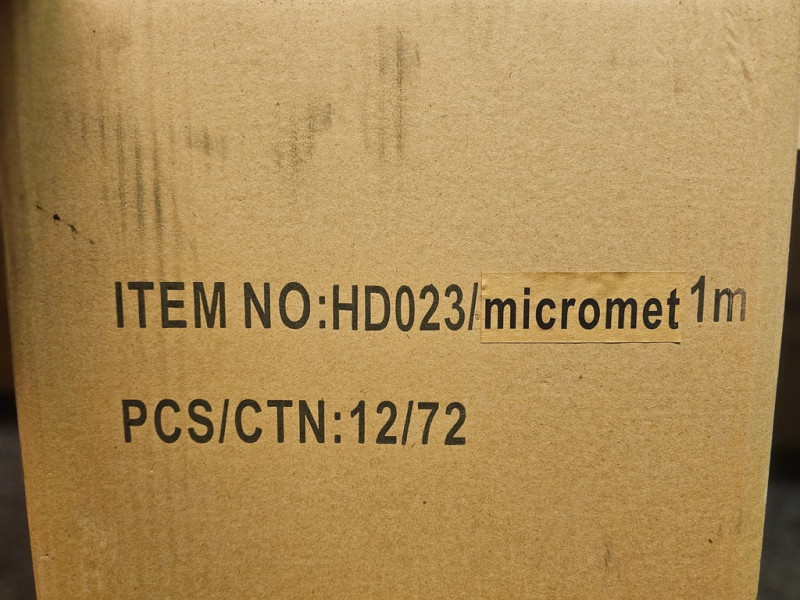 ITEM NO:HD023/micromet 1m
PCS/CTN:12/72